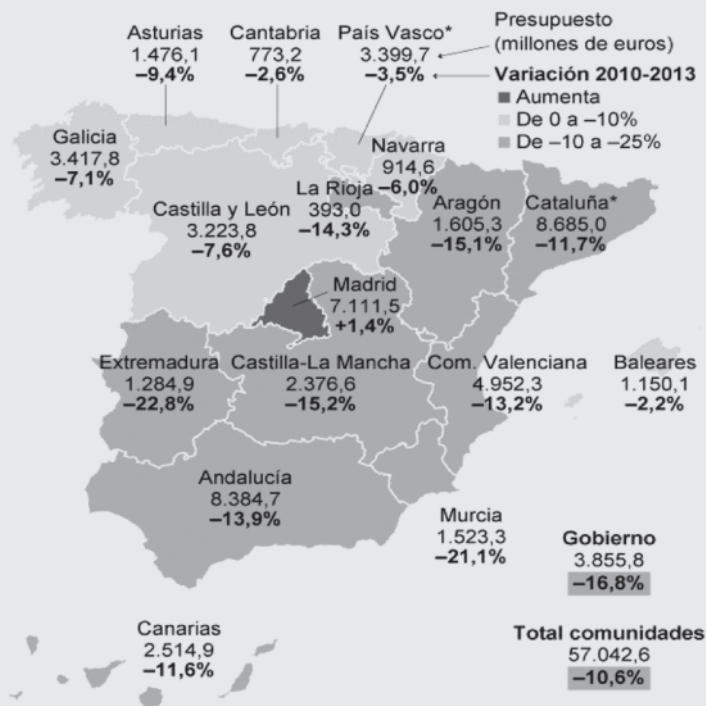 Asturias
1.476,1
–9,4%
Cantabria
773,2
–2,6%
País Vasco*
3.399,7
–3,5%
Presupuesto
(millones de euros)
Variación 2010-2013
Aumenta
De 0 a –10%
De –10 a –25%
Galicia
3.417,8
–7,1%
Navarra
914,6
–6,0%
La Rioja
393,0
–14,3%
Castilla y León
3.223,8
–7,6%
Aragón
1.605,3
–15,1%
Cataluña*
8.685,0
–11,7%
Madrid
7.111,5
+1,4%
Extremadura
1.284,9
–22,8%
Castilla-La Mancha
2.376,6
–15,2%
Com. Valenciana
4.952,3
–13,2%
Baleares
1.150,1
–2,2%
Andalucía
8.384,7
–13,9%
Murcia
1.523,3
–21,1%
Gobierno
3.855,8
–16,8%
Canarias
2.514,9
–11,6%
Total comunidades
57.042,6
–10,6%